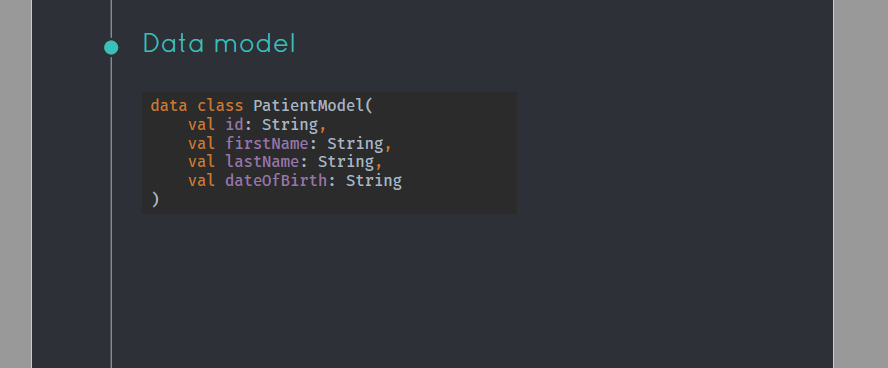 Data model
data class PatientModel(
    val id: String,
    val firstName: String,
    val lastName: String,
    val dateOfBirth: String
)